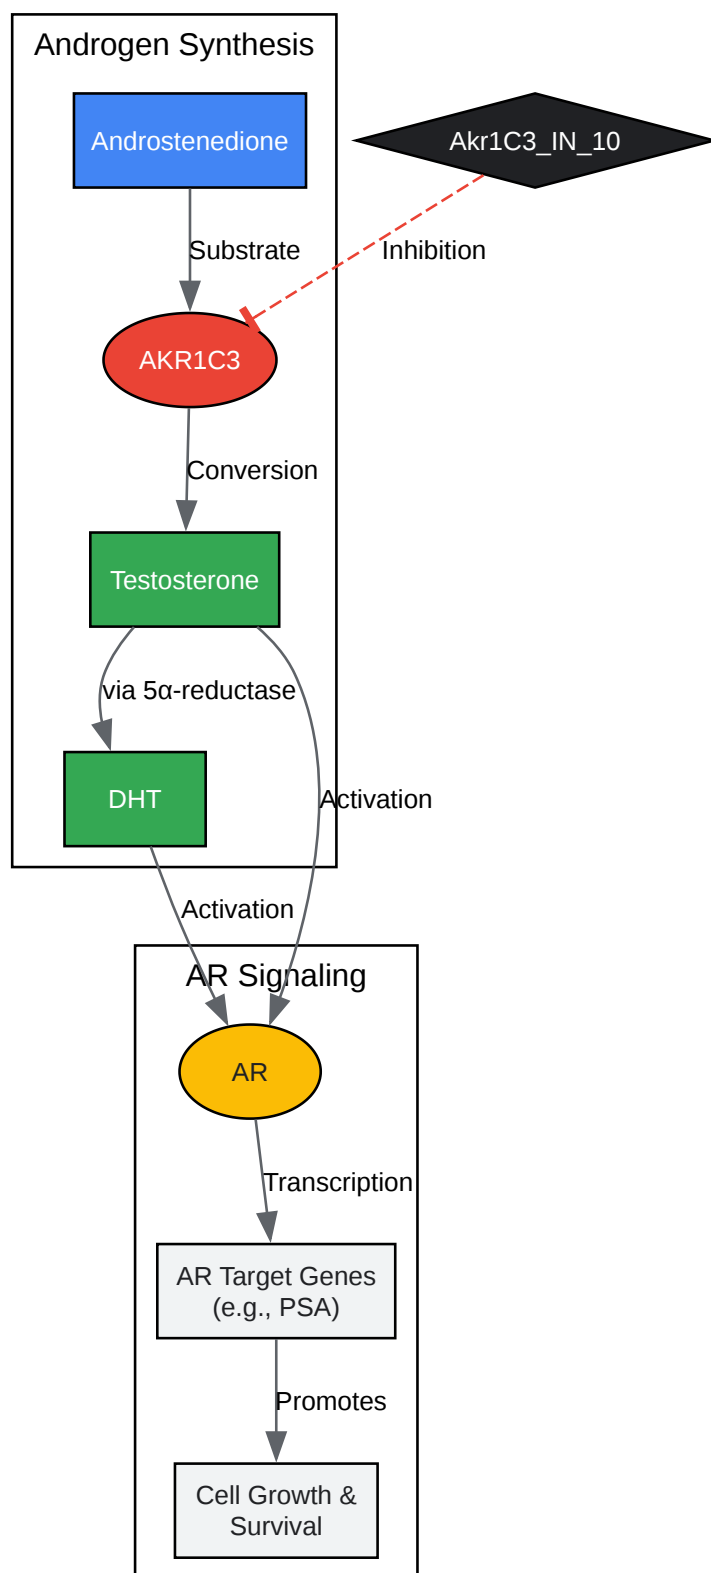 Androgen Synthesis
Androstenedione
Akr1C3_IN_10
Substrate
Inhibition
AKR1C3
Conversion
Testosterone
via 5α-reductase
DHT
Activation
Activation
AR Signaling
AR
Transcription
AR Target Genes
(e.g., PSA)
Promotes
Cell Growth &
Survival